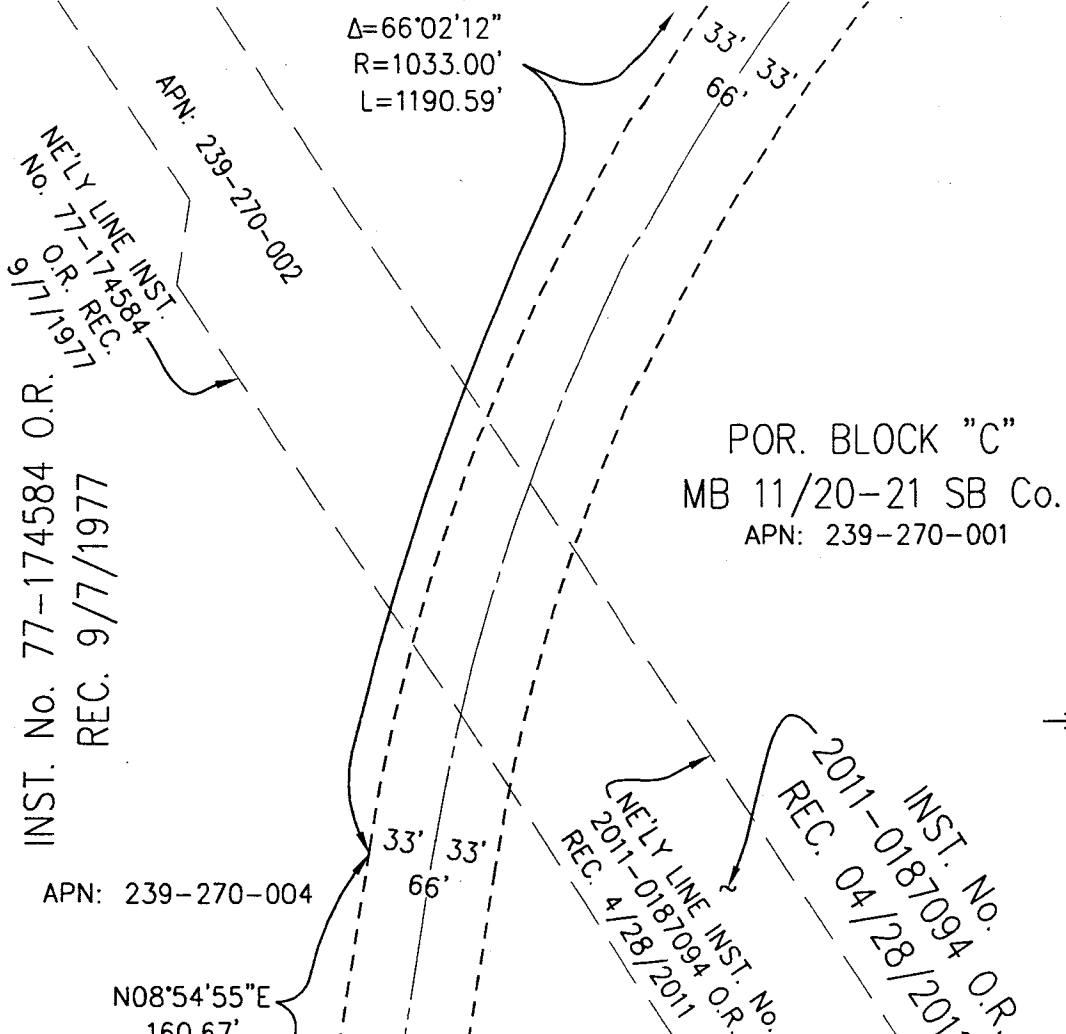 Δ=66°02'12"
R=1033.00'
L=1190.59'
33' 33'
66'
APN: 239-270-002
NE'LY LINE INST.
No. 77-174584
O.R. REC.
9/7/1977
INST. No. 77-174584 O.R.
REC. 9/7/1977
POR. BLOCK "C"
MB 11/20-21 SB Co.
APN: 239-270-001
33' 33'
66'
APN: 239-270-004
NE'LY LINE INST. No.
2011-0187094 O.R.
REC. 4/28/2011
INST. No.
2011-0187094 O.R.
REC. 04/28/201
N08°54'55"E
160.67'